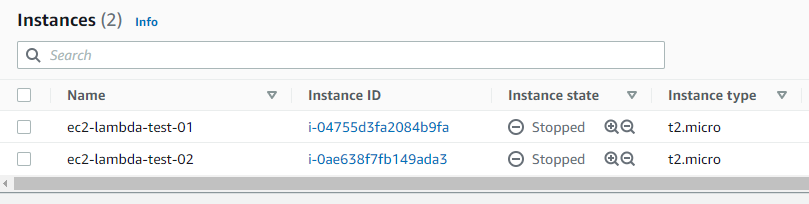 Instances (2) Info
Search
Name Instance ID Instance state Instance type
ec2-lambda-test-01 i-04755d3fa2084b9fa Stopped t2.micro
ec2-lambda-test-02 i-0ae638f7fb149ada3 Stopped t2.micro